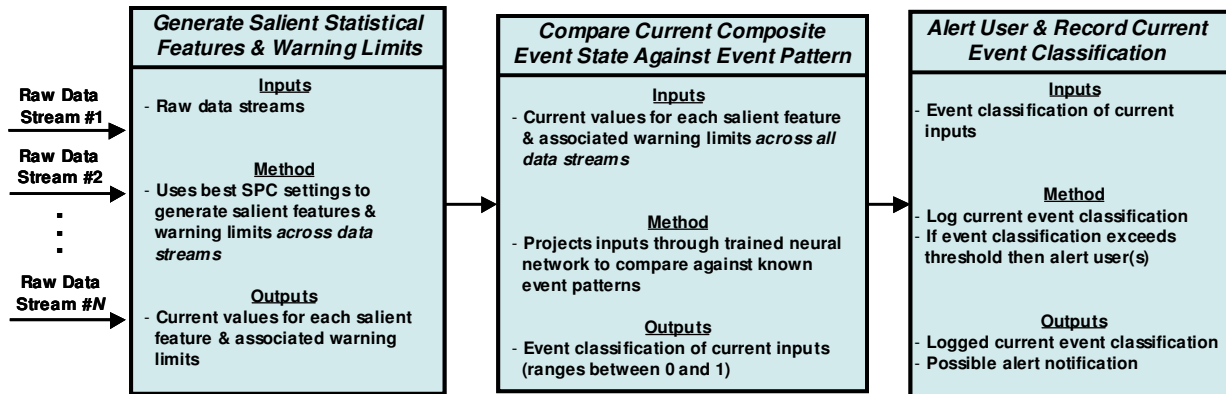 Raw Data
Stream #1
Raw Data
Stream #2
Raw Data
Stream #N
Generate Salient Statistical
Features & Warning Limits
Inputs
- Raw data streams
Method
- Uses best SPC settings to
generate salient features &
warning limits across data
streams
Outputs
- Current values for each salient
feature & associated warning
limits
Compare Current Composite
Event State Against Event Pattern
Inputs
- Current values for each salient feature
& associated warning limits across all
data streams
Method
- Projects inputs through trained neural
network to compare against known
event patterns
Outputs
- Event classification of current inputs
(ranges between 0 and 1)
Alert User & Record Current
Event Classification
Inputs
- Event classification of current
inputs
Method
- Log current event classification
- If event classification exceeds
threshold then alert user(s)
Outputs
- Logged current event classification
- Possible alert notification